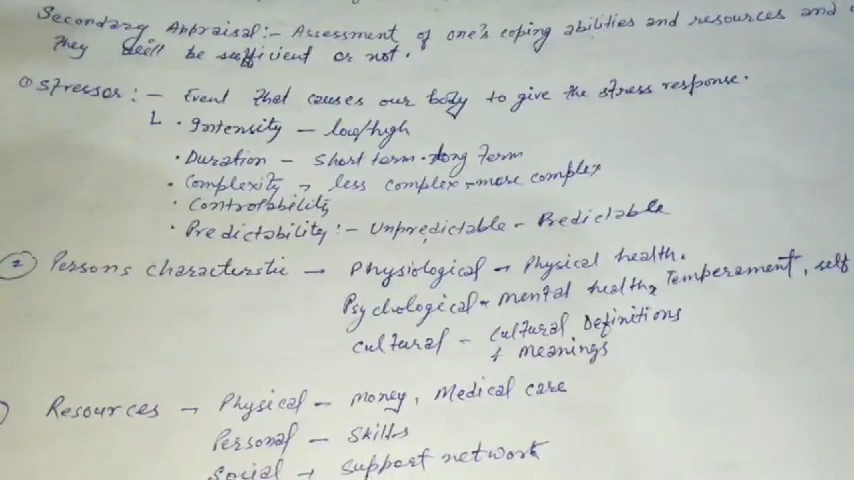 Secondary Appraisal:- Assessment of one's coping abilities and resources and
they will be sufficient or not.
① Stressor :- Event that causes our body to give the stress response.
L • Intensity - low/high
• Duration - Short term - long term
• Complexity → less complex - more complex
• Controlability
• Predictability :- Unpredictable - Predictable
② Persons characterstic → Physiological → Physical health.
Psychological - mental health, Temperament, self
cultural - cultural Definitions
& meanings
Resources - Physical - money, Medical care
Personal - Skills
Social → support network